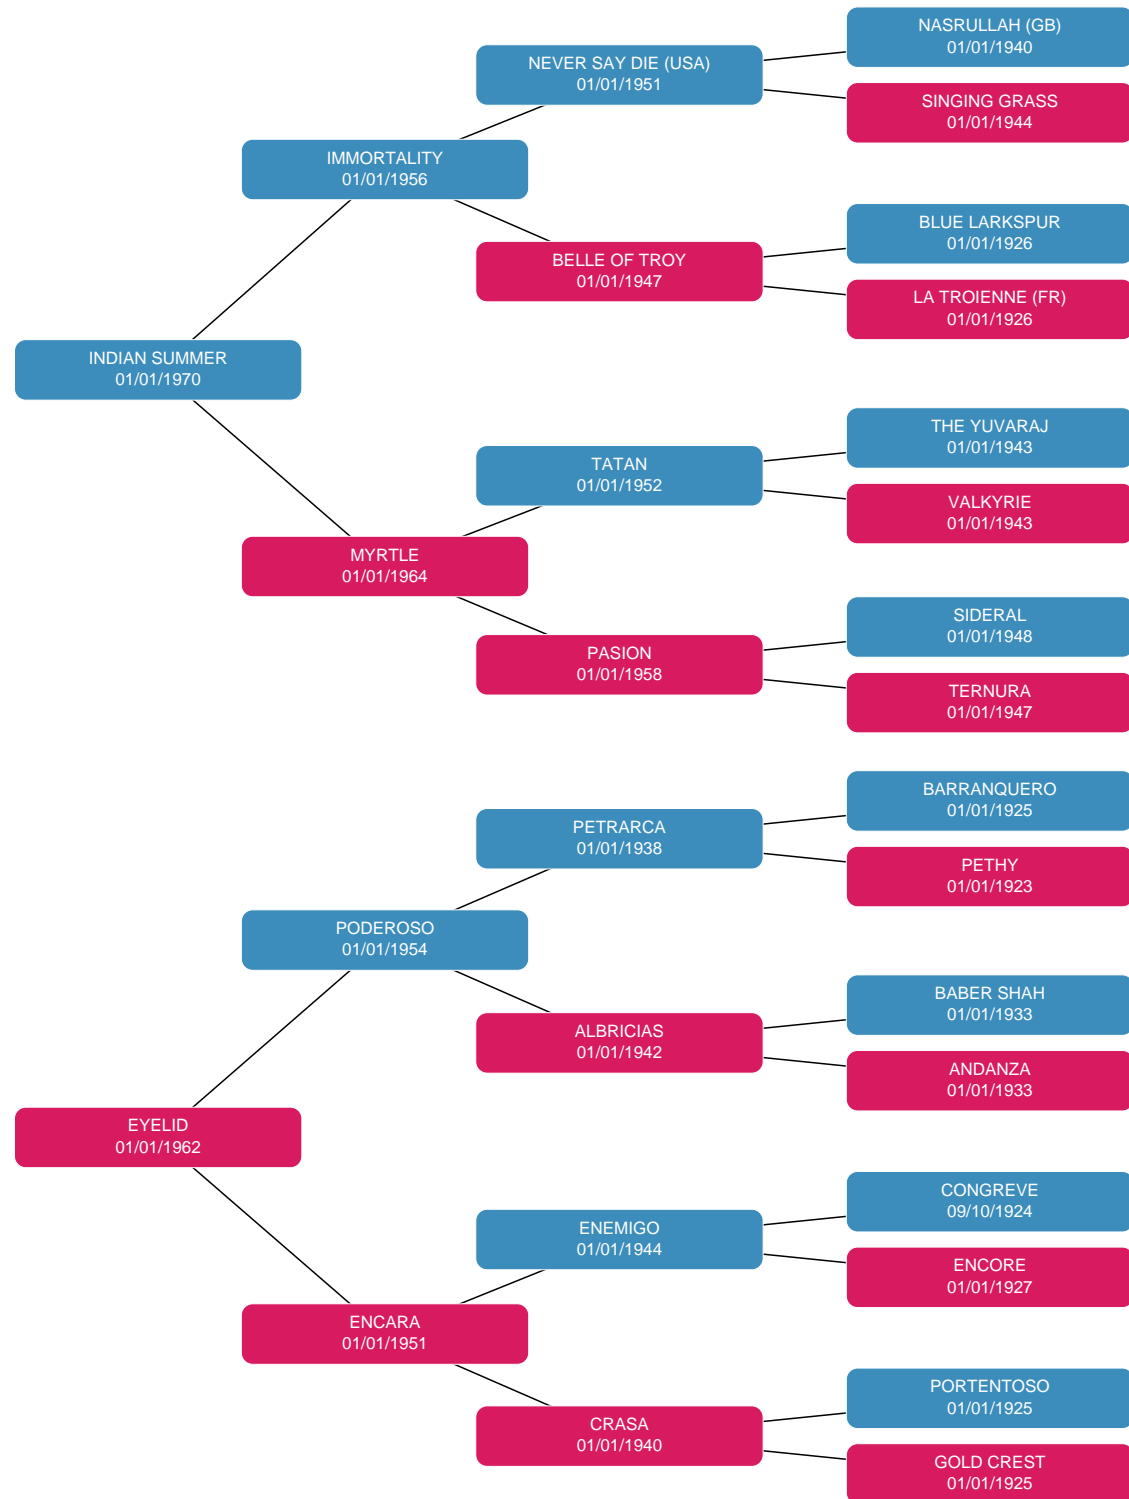 NASRULLAH (GB)
01/01/1940
NEVER SAY DIE (USA)
01/01/1951
SINGING GRASS
01/01/1944
IMMORTALITY
01/01/1956
BLUE LARKSPUR
01/01/1926
BELLE OF TROY
01/01/1947
LA TROIENNE (FR)
01/01/1926
INDIAN SUMMER
01/01/1970
THE YUVARAJ
01/01/1943
TATAN
01/01/1952
VALKYRIE
01/01/1943
MYRTLE
01/01/1964
SIDERAL
01/01/1948
PASION
01/01/1958
TERNURA
01/01/1947
BARRANQUERO
01/01/1925
PETRARCA
01/01/1938
PETHY
01/01/1923
PODEROSO
01/01/1954
BABER SHAH
01/01/1933
ALBRICIAS
01/01/1942
ANDANZA
01/01/1933
EYELID
01/01/1962
CONGREVE
09/10/1924
ENEMIGO
01/01/1944
ENCORE
01/01/1927
ENCARA
01/01/1951
PORTENTOSO
01/01/1925
CRASA
01/01/1940
GOLD CREST
01/01/1925